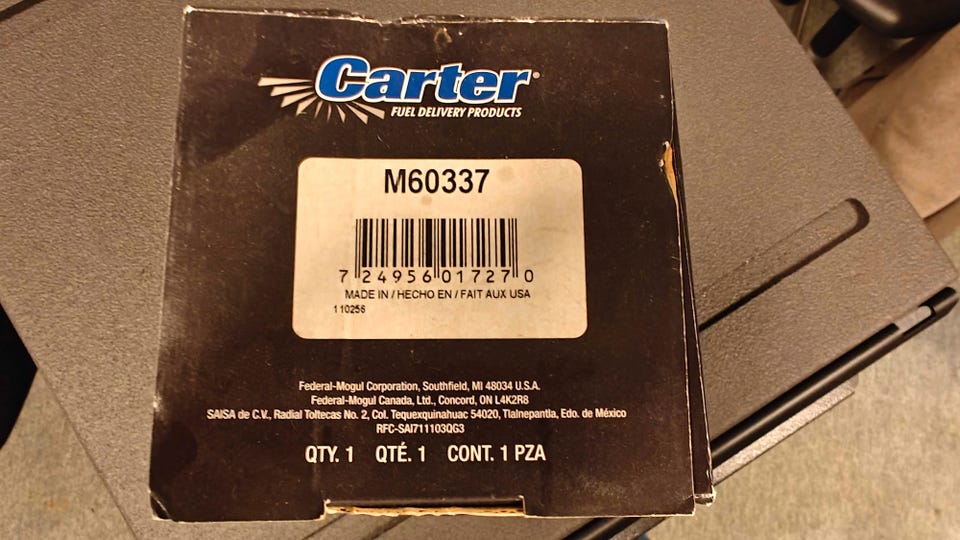 Carter®
FUEL DELIVERY PRODUCTS
M60337
7 24956 01727 0
MADE IN / HECHO EN / FAIT AUX USA
110256
Federal-Mogul Corporation, Southfield, MI 48034 U.S.A.
Federal-Mogul Canada, Ltd., Concord, ON L4K2R8
SAISA de C.V., Radial Toltecas No. 2, Col. Tequexquinahuac 54020, Tlalnepantla, Edo. de México
RFC-SAI711103QG3
QTY. 1 QTÉ. 1 CONT. 1 PZA